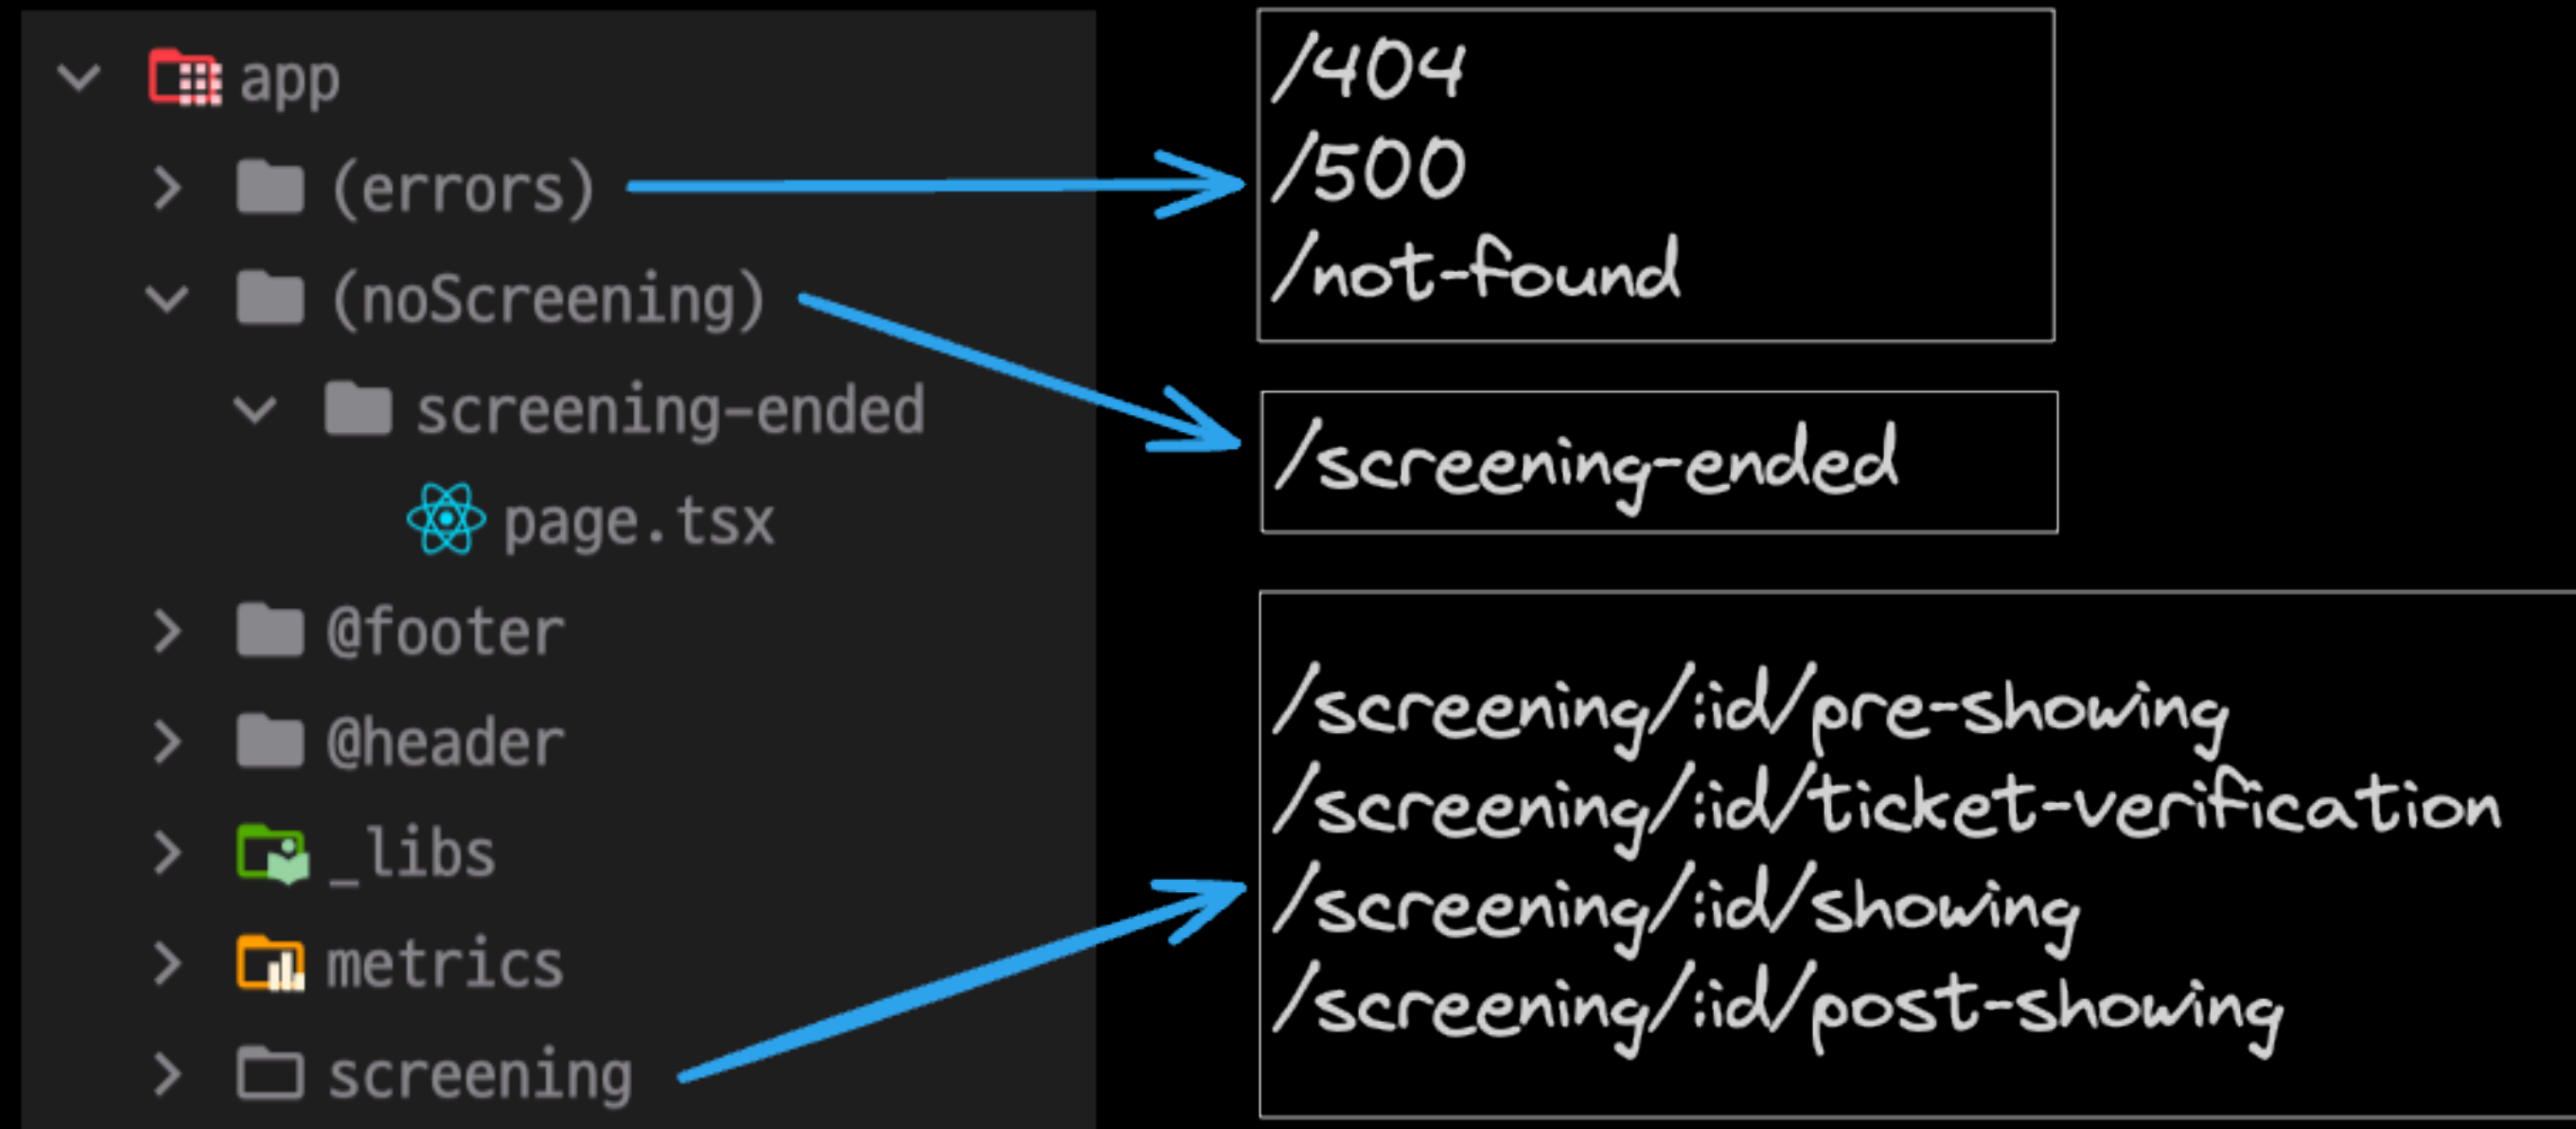 app
(errors)
(noScreening)
screening-ended
page.tsx
@footer
@header
_libs
metrics
screening
/404
/500
/not-found
/screening-ended
/screening/:id/pre-showing
/screening/:id/ticket-verification
/screening/:id/showing
/screening/:id/post-showing